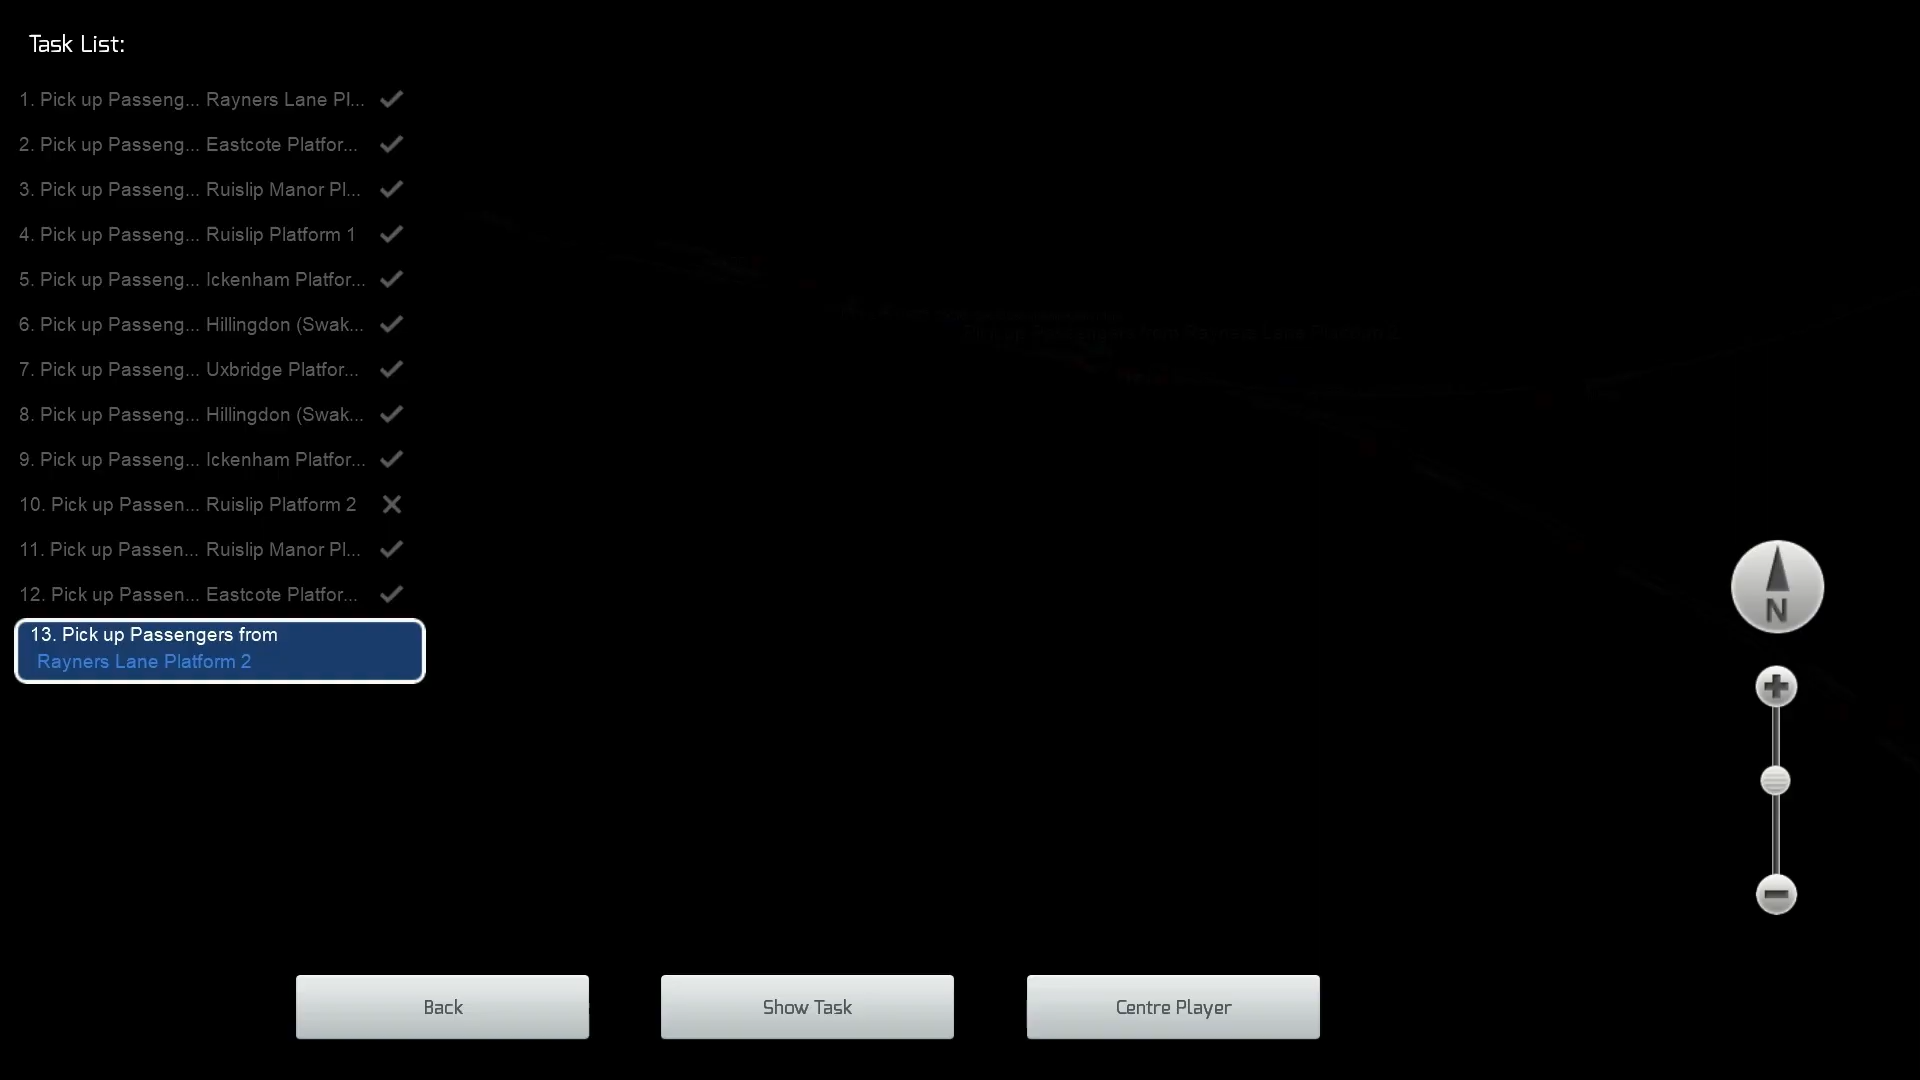 Task List:
1. Pick up Passeng... Rayners Lane Pl...
2. Pick up Passeng... Eastcote Platfor...
3. Pick up Passeng... Ruislip Manor Pl...
4. Pick up Passeng... Ruislip Platform 1
5. Pick up Passeng... Ickenham Platfor...
6. Pick up Passeng... Hillingdon (Swak...
7. Pick up Passeng... Uxbridge Platfor...
8. Pick up Passeng... Hillingdon (Swak...
9. Pick up Passeng... Ickenham Platfor...
10. Pick up Passen... Ruislip Platform 2
11. Pick up Passen... Ruislip Manor Pl...
12. Pick up Passen... Eastcote Platfor...
13. Pick up Passengers from
Rayners Lane Platform 2
N
Back
Show Task
Centre Player